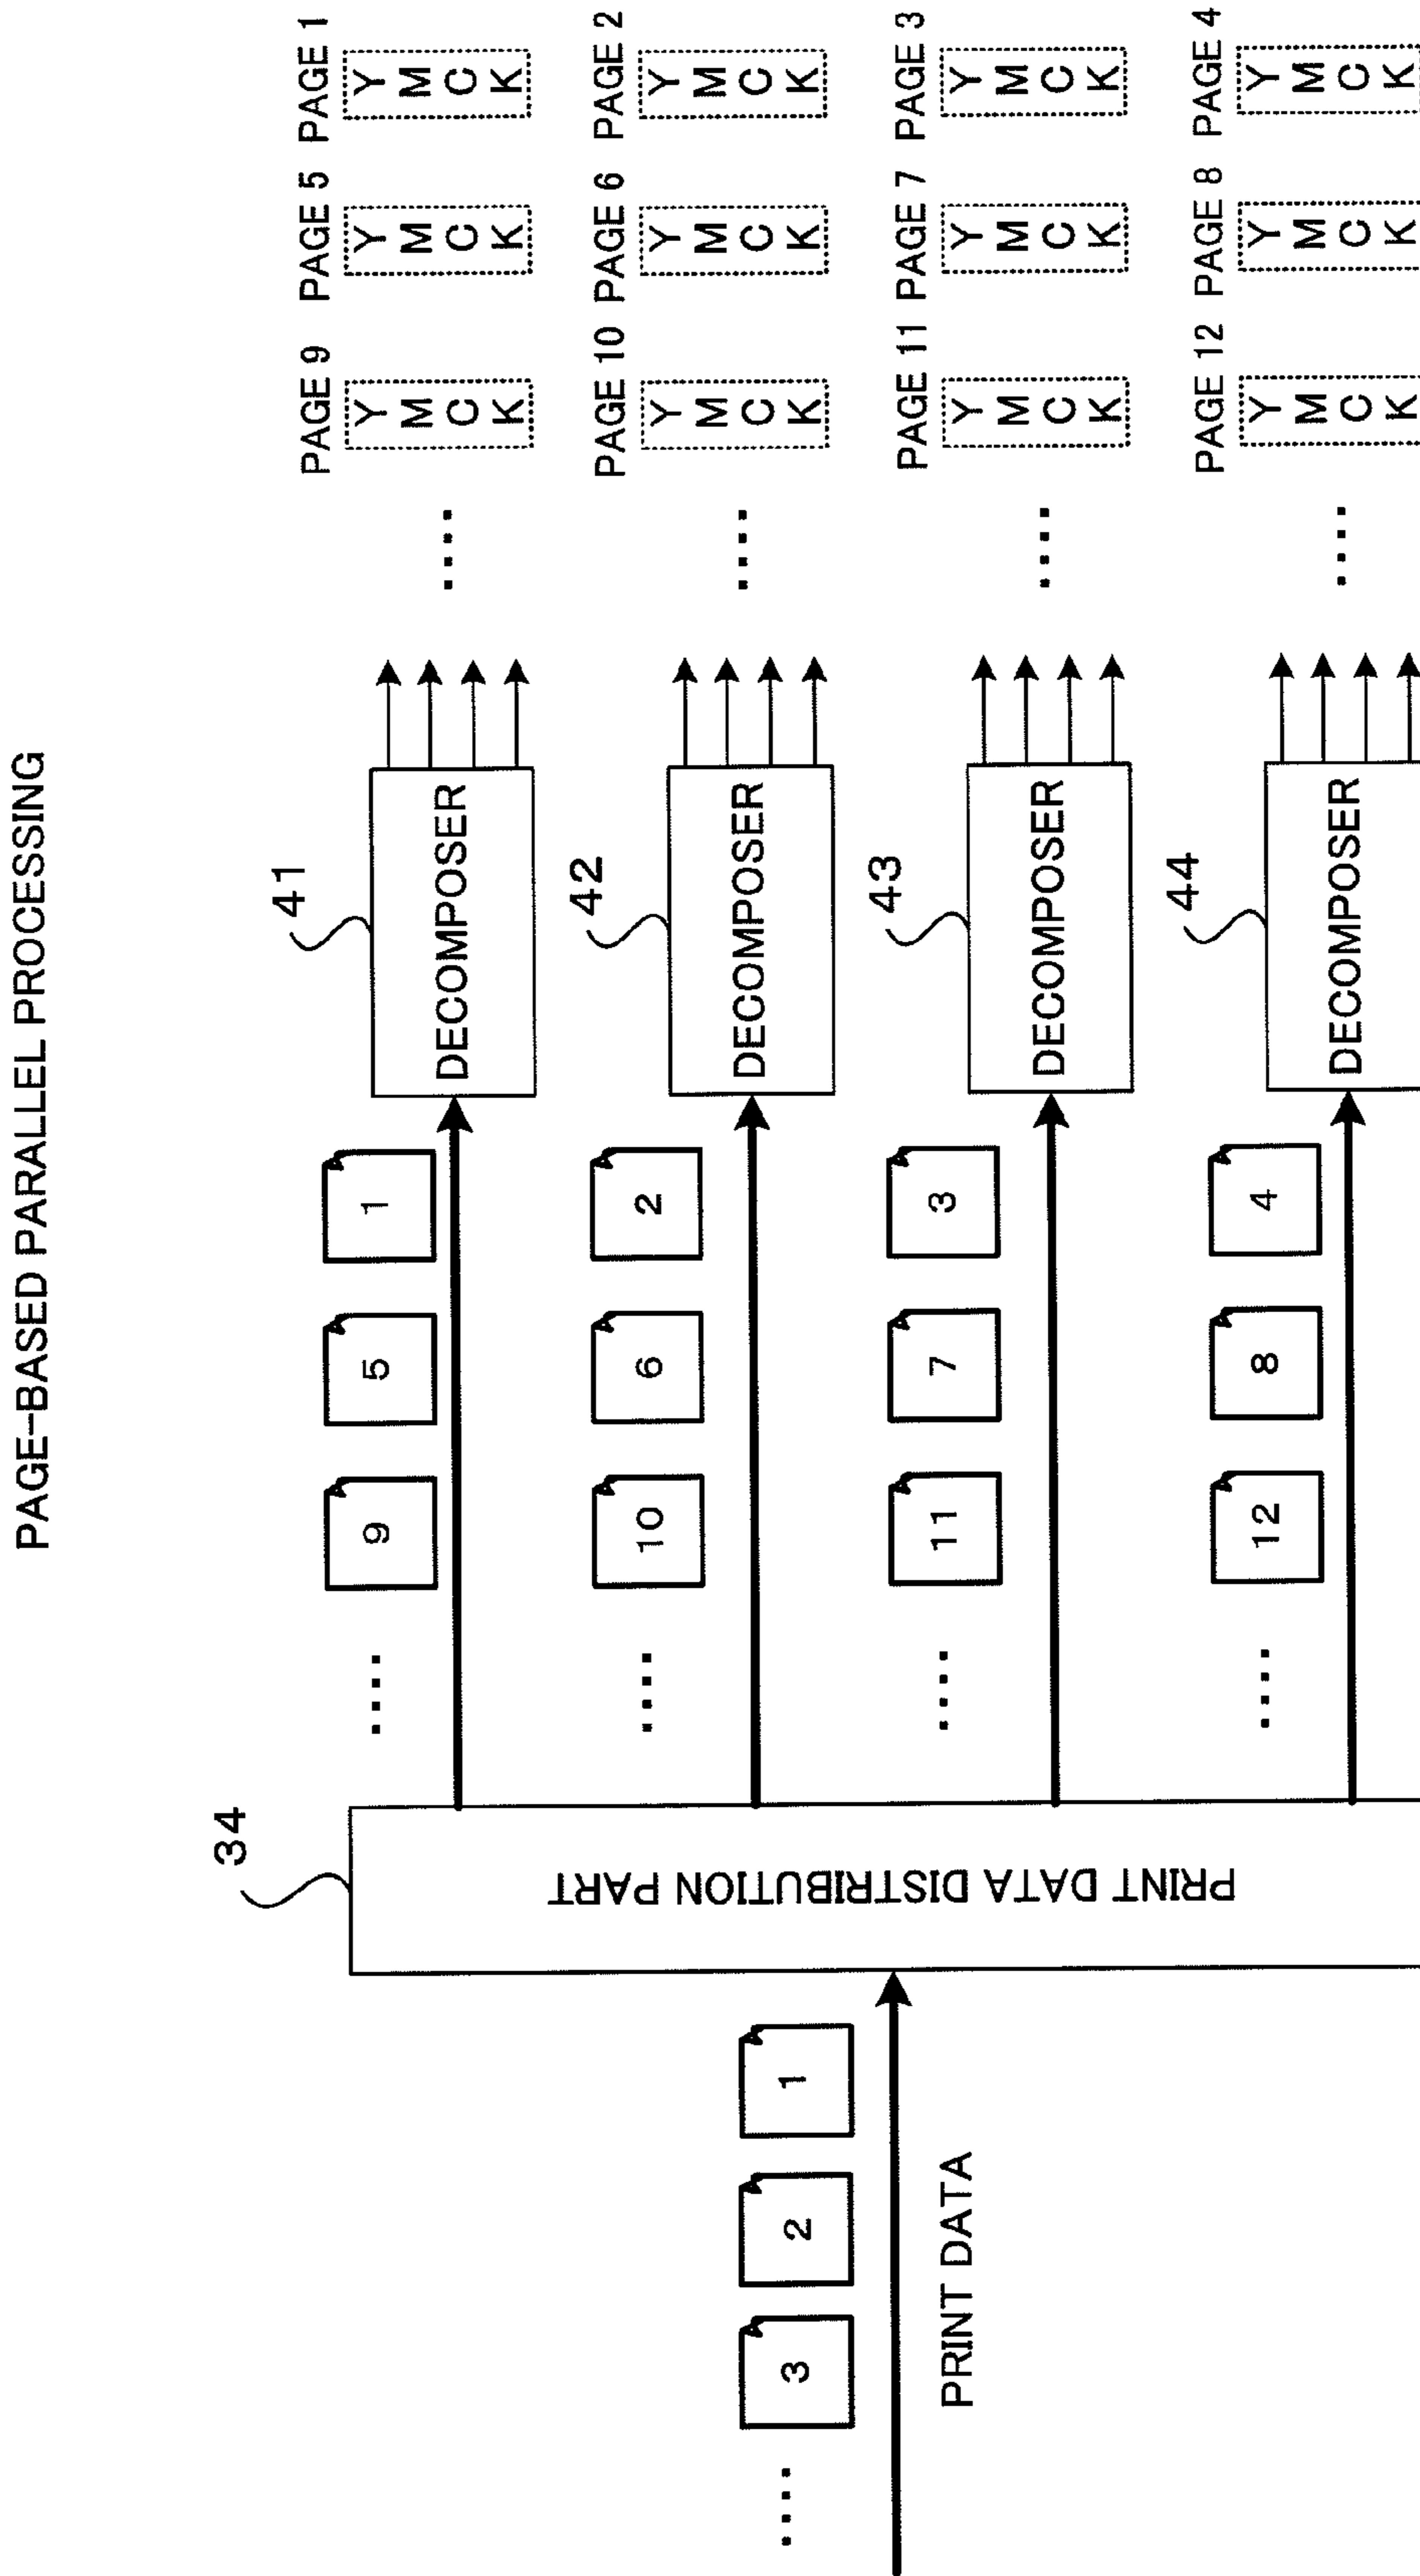 PAGE-BASED PARALLEL PROCESSING
34
PRINT DATA DISTRIBUTION PART
.... 3 2 1
PRINT DATA
41
.... 9 5 1
DECOMPOSER
.... PAGE 9 PAGE 5 PAGE 1
Y Y Y
M M M
C C C
K K K
42
.... 10 6 2
DECOMPOSER
.... PAGE 10 PAGE 6 PAGE 2
Y Y Y
M M M
C C C
K K K
43
.... 11 7 3
DECOMPOSER
.... PAGE 11 PAGE 7 PAGE 3
Y Y Y
M M M
C C C
K K K
44
.... 12 8 4
DECOMPOSER
.... PAGE 12 PAGE 8 PAGE 4
Y Y Y
M M M
C C C
K K K